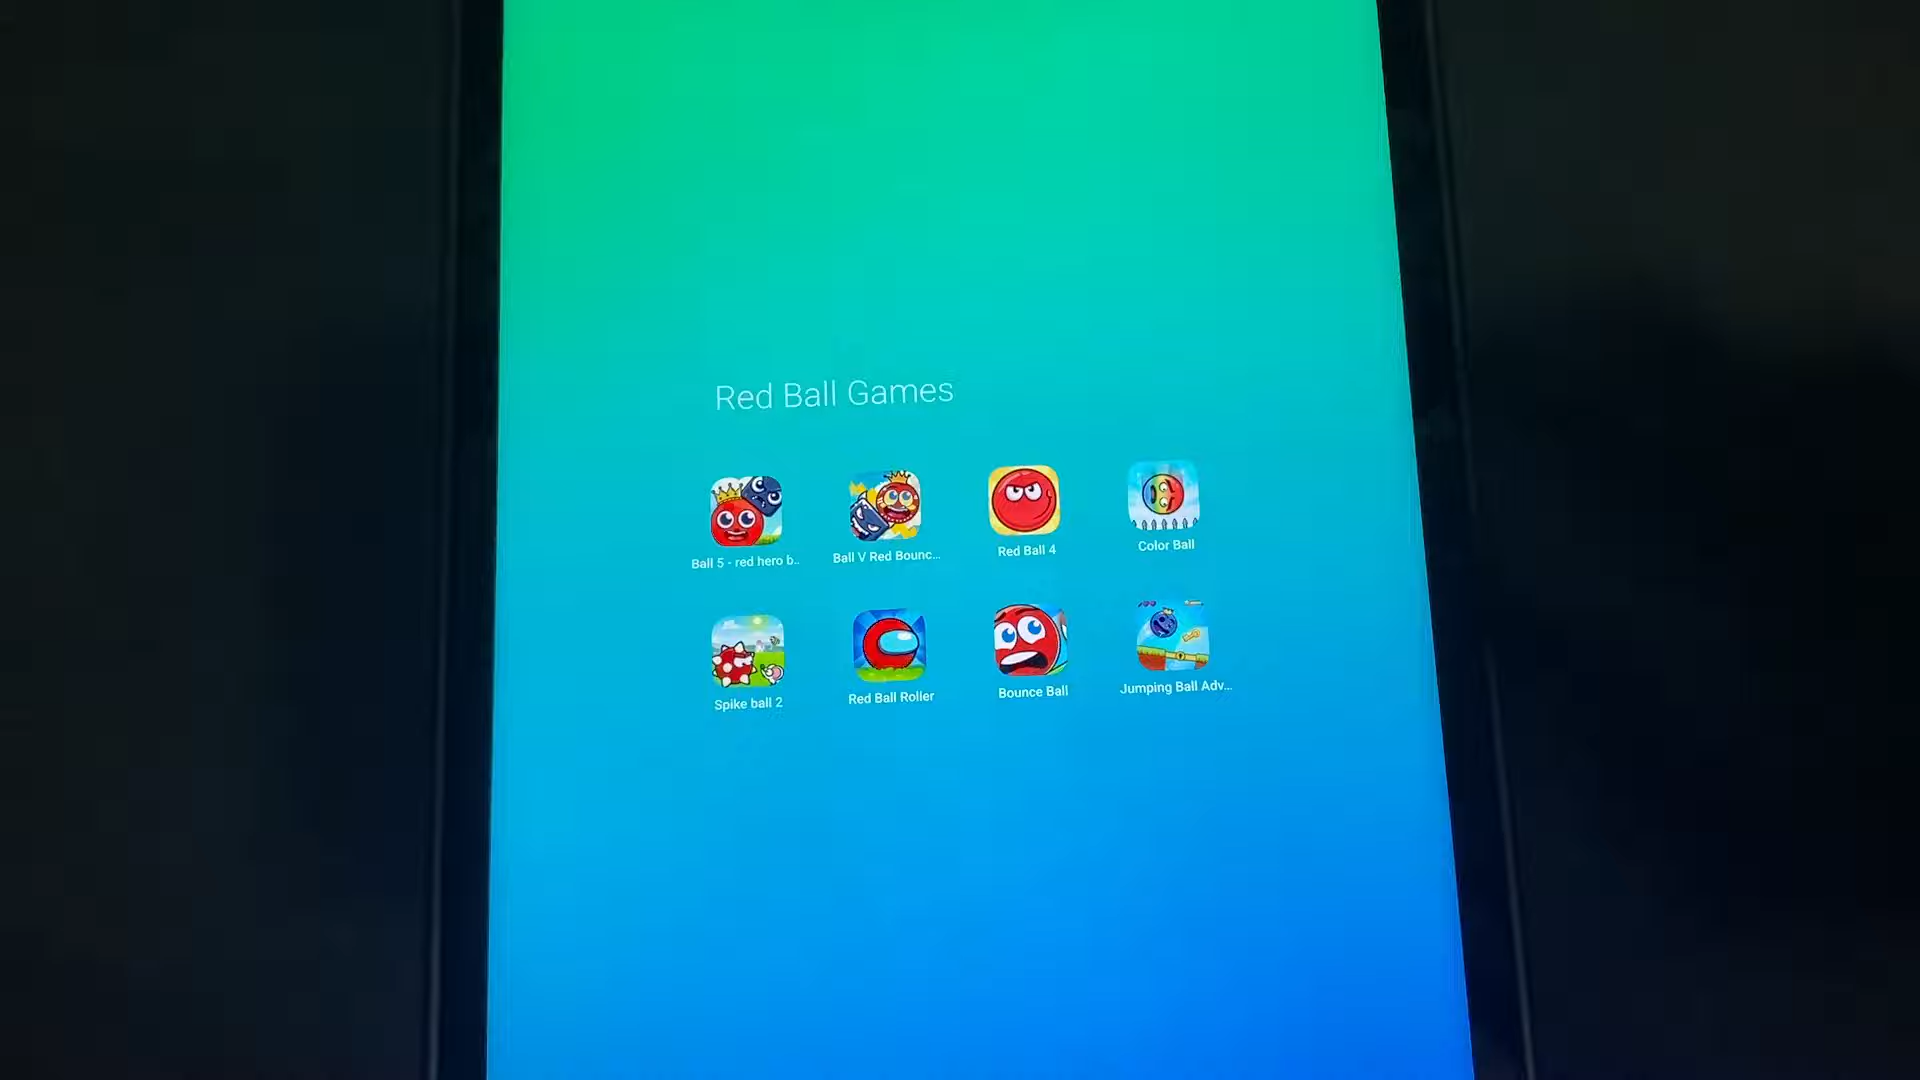 Red Ball Games
Ball 5 - red hero b..
Ball V Red Bounc...
Red Ball 4
Color Ball
Spike ball 2
Red Ball Roller
Bounce Ball
Jumping Ball Adv...